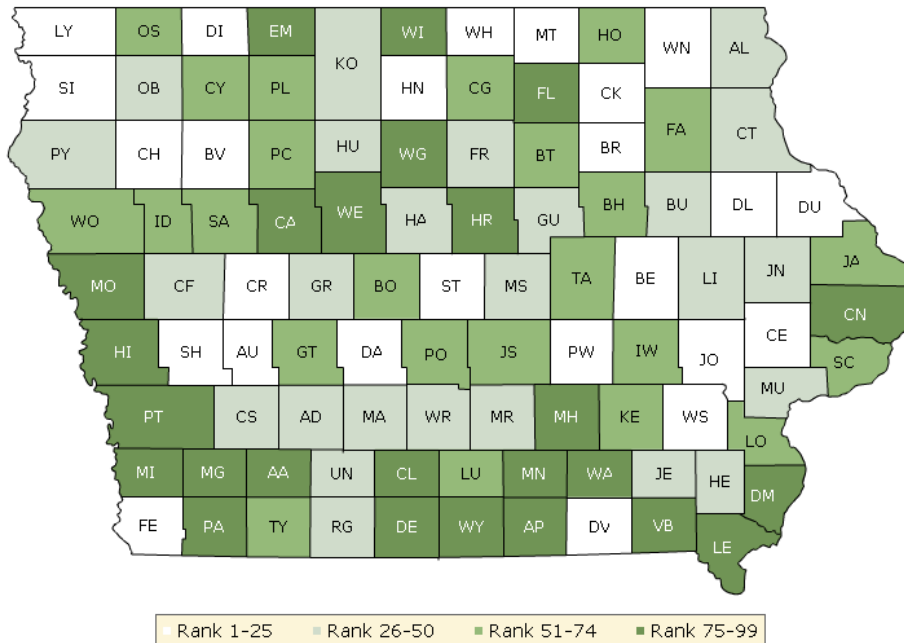 LY OS DI EM KO WI WH MT HO WN AL
SI OB CY PL HN CG FL CK FA CT
PY CH BV PC HU WG FR BT BR
WO ID SA CA WE HA HR GU BH BU DL DU
MO CF CR GR BO ST MS TA BE LI JN JA
CN
HI SH AU GT DA PO JS PW IW JO CE SC
PT CS AD MA WR MR MH KE WS MU
LO
MI MG AA UN CL LU MN WA JE HE DM
FE PA TY RG DE WY AP DV VB LE
Rank 1-25 Rank 26-50 Rank 51-74 Rank 75-99